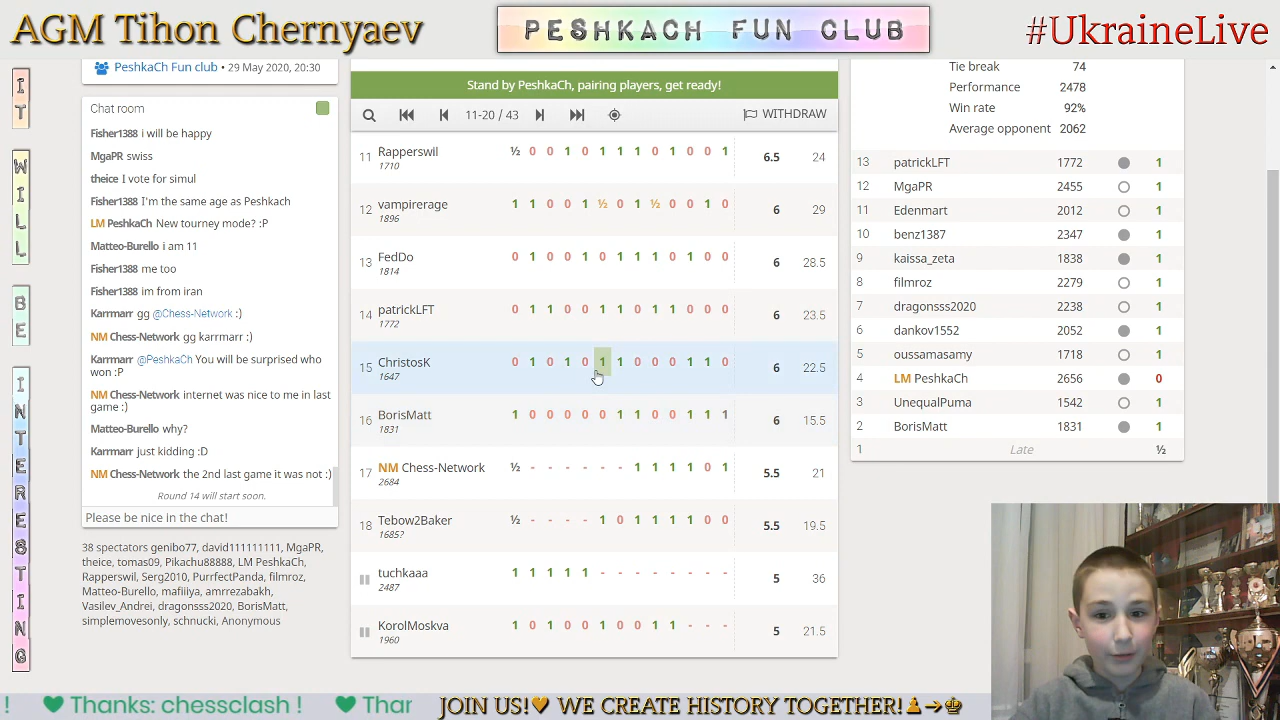 AGM Tihon Chernyaev
PESHKACH FUN CLUB
#UkraineLive
IT
WILL
BE
INTERESTING
PeshkaCh Fun club • 29 May 2020, 20:30
Chat room
Fisher1388 i will be happy
MgaPR swiss
theice I vote for simul
Fisher1388 I'm the same age as Peshkach
LM PeshkaCh New tourney mode? :P
Matteo-Burello i am 11
Fisher1388 me too
Fisher1388 im from iran
Karrmarr gg @Chess-Network :)
NM Chess-Network gg karrmarr :)
Karrmarr @PeshkaCh You will be surprised who
won :P
NM Chess-Network internet was nice to me in last
game :)
Matteo-Burello why?
Karrmarr just kidding :D
NM Chess-Network the 2nd last game it was not :)
Round 14 will start soon.
Please be nice in the chat!
38 spectators genibo77, david111111111, MgaPR,
theice, tomas09, Pikachu88888, LM PeshkaCh,
Rapperswil, Serg2010, PurrfectPanda, filmroz,
Matteo-Burello, mafiiiya, amrrezabakh,
Vasilev_Andrei, dragonsss2020, BorisMatt,
simplemovesonly, schnucki, Anonymous
Stand by PeshkaCh, pairing players, get ready!
11-20 / 43 WITHDRAW
11 Rapperswil ½ 0 0 1 0 1 1 1 0 1 0 0 1 6.5 24
1710
12 vampirerage 1 1 0 0 1 ½ 0 1 ½ 0 0 1 0 6 29
1896
13 FedDo 0 1 0 0 1 0 1 1 1 0 1 0 0 6 28.5
1814
14 patrickLFT 0 1 1 0 0 1 1 0 1 1 0 0 0 6 23.5
1772
15 ChristosK 0 1 0 1 0 1 1 0 0 0 1 1 0 6 22.5
1647
16 BorisMatt 1 0 0 0 0 0 1 1 0 0 1 1 1 6 15.5
1831
17 NM Chess-Network ½ - - - - - - 1 1 1 1 0 1 5.5 21
2684
18 Tebow2Baker ½ - - - - 1 0 1 1 1 1 0 0 5.5 19.5
1685?
tuchkaaa 1 1 1 1 1 - - - - - - - - 5 36
2487
KorolMoskva 1 0 1 0 0 1 0 0 1 1 - - - 5 21.5
1960
Tie break 74
Performance 2478
Win rate 92%
Average opponent 2062
13 patrickLFT 1772 1
12 MgaPR 2455 1
11 Edenmart 2012 1
10 benz1387 2347 1
9 kaissa_zeta 1838 1
8 filmroz 2279 1
7 dragonsss2020 2238 1
6 dankov1552 2052 1
5 oussamasamy 1718 1
4 LM PeshkaCh 2656 0
3 UnequalPuma 1542 1
2 BorisMatt 1831 1
1 Late ½
! Thanks: chessclash ! Thar
JOIN US! WE CREATE HISTORY TOGETHER!